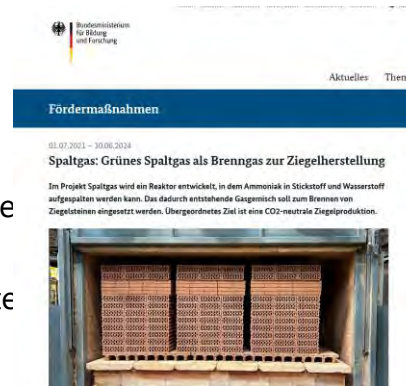 Bundesministerium
für Bildung
und Forschung
Aktuelles Them
Fördermaßnahmen
01.07.2021 – 30.06.2024
Spaltgas: Grünes Spaltgas als Brenngas zur Ziegelherstellung
Im Projekt Spaltgas wird ein Reaktor entwickelt, in dem Ammoniak in Stickstoff und Wasserstoff
aufgespalten werden kann. Das dadurch entstehende Gasgemisch soll zum Brennen von
Ziegelsteinen eingesetzt werden. Übergeordnetes Ziel ist eine CO2-neutrale Ziegelproduktion.
e
te